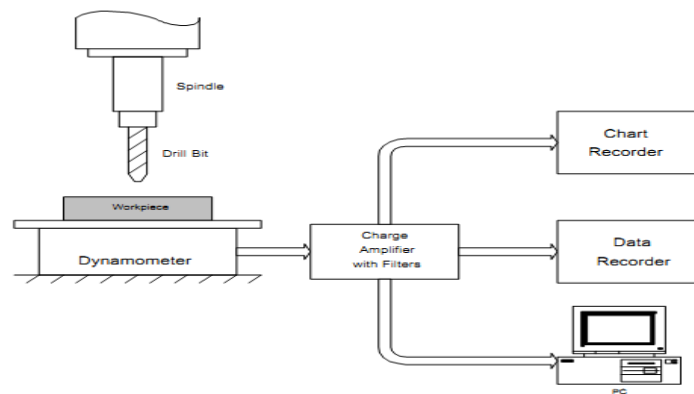 Spindle
Drill Bit
Workpiece
Dynamometer
Charge
Amplifier
with Filters
Chart
Recorder
Data
Recorder
PC